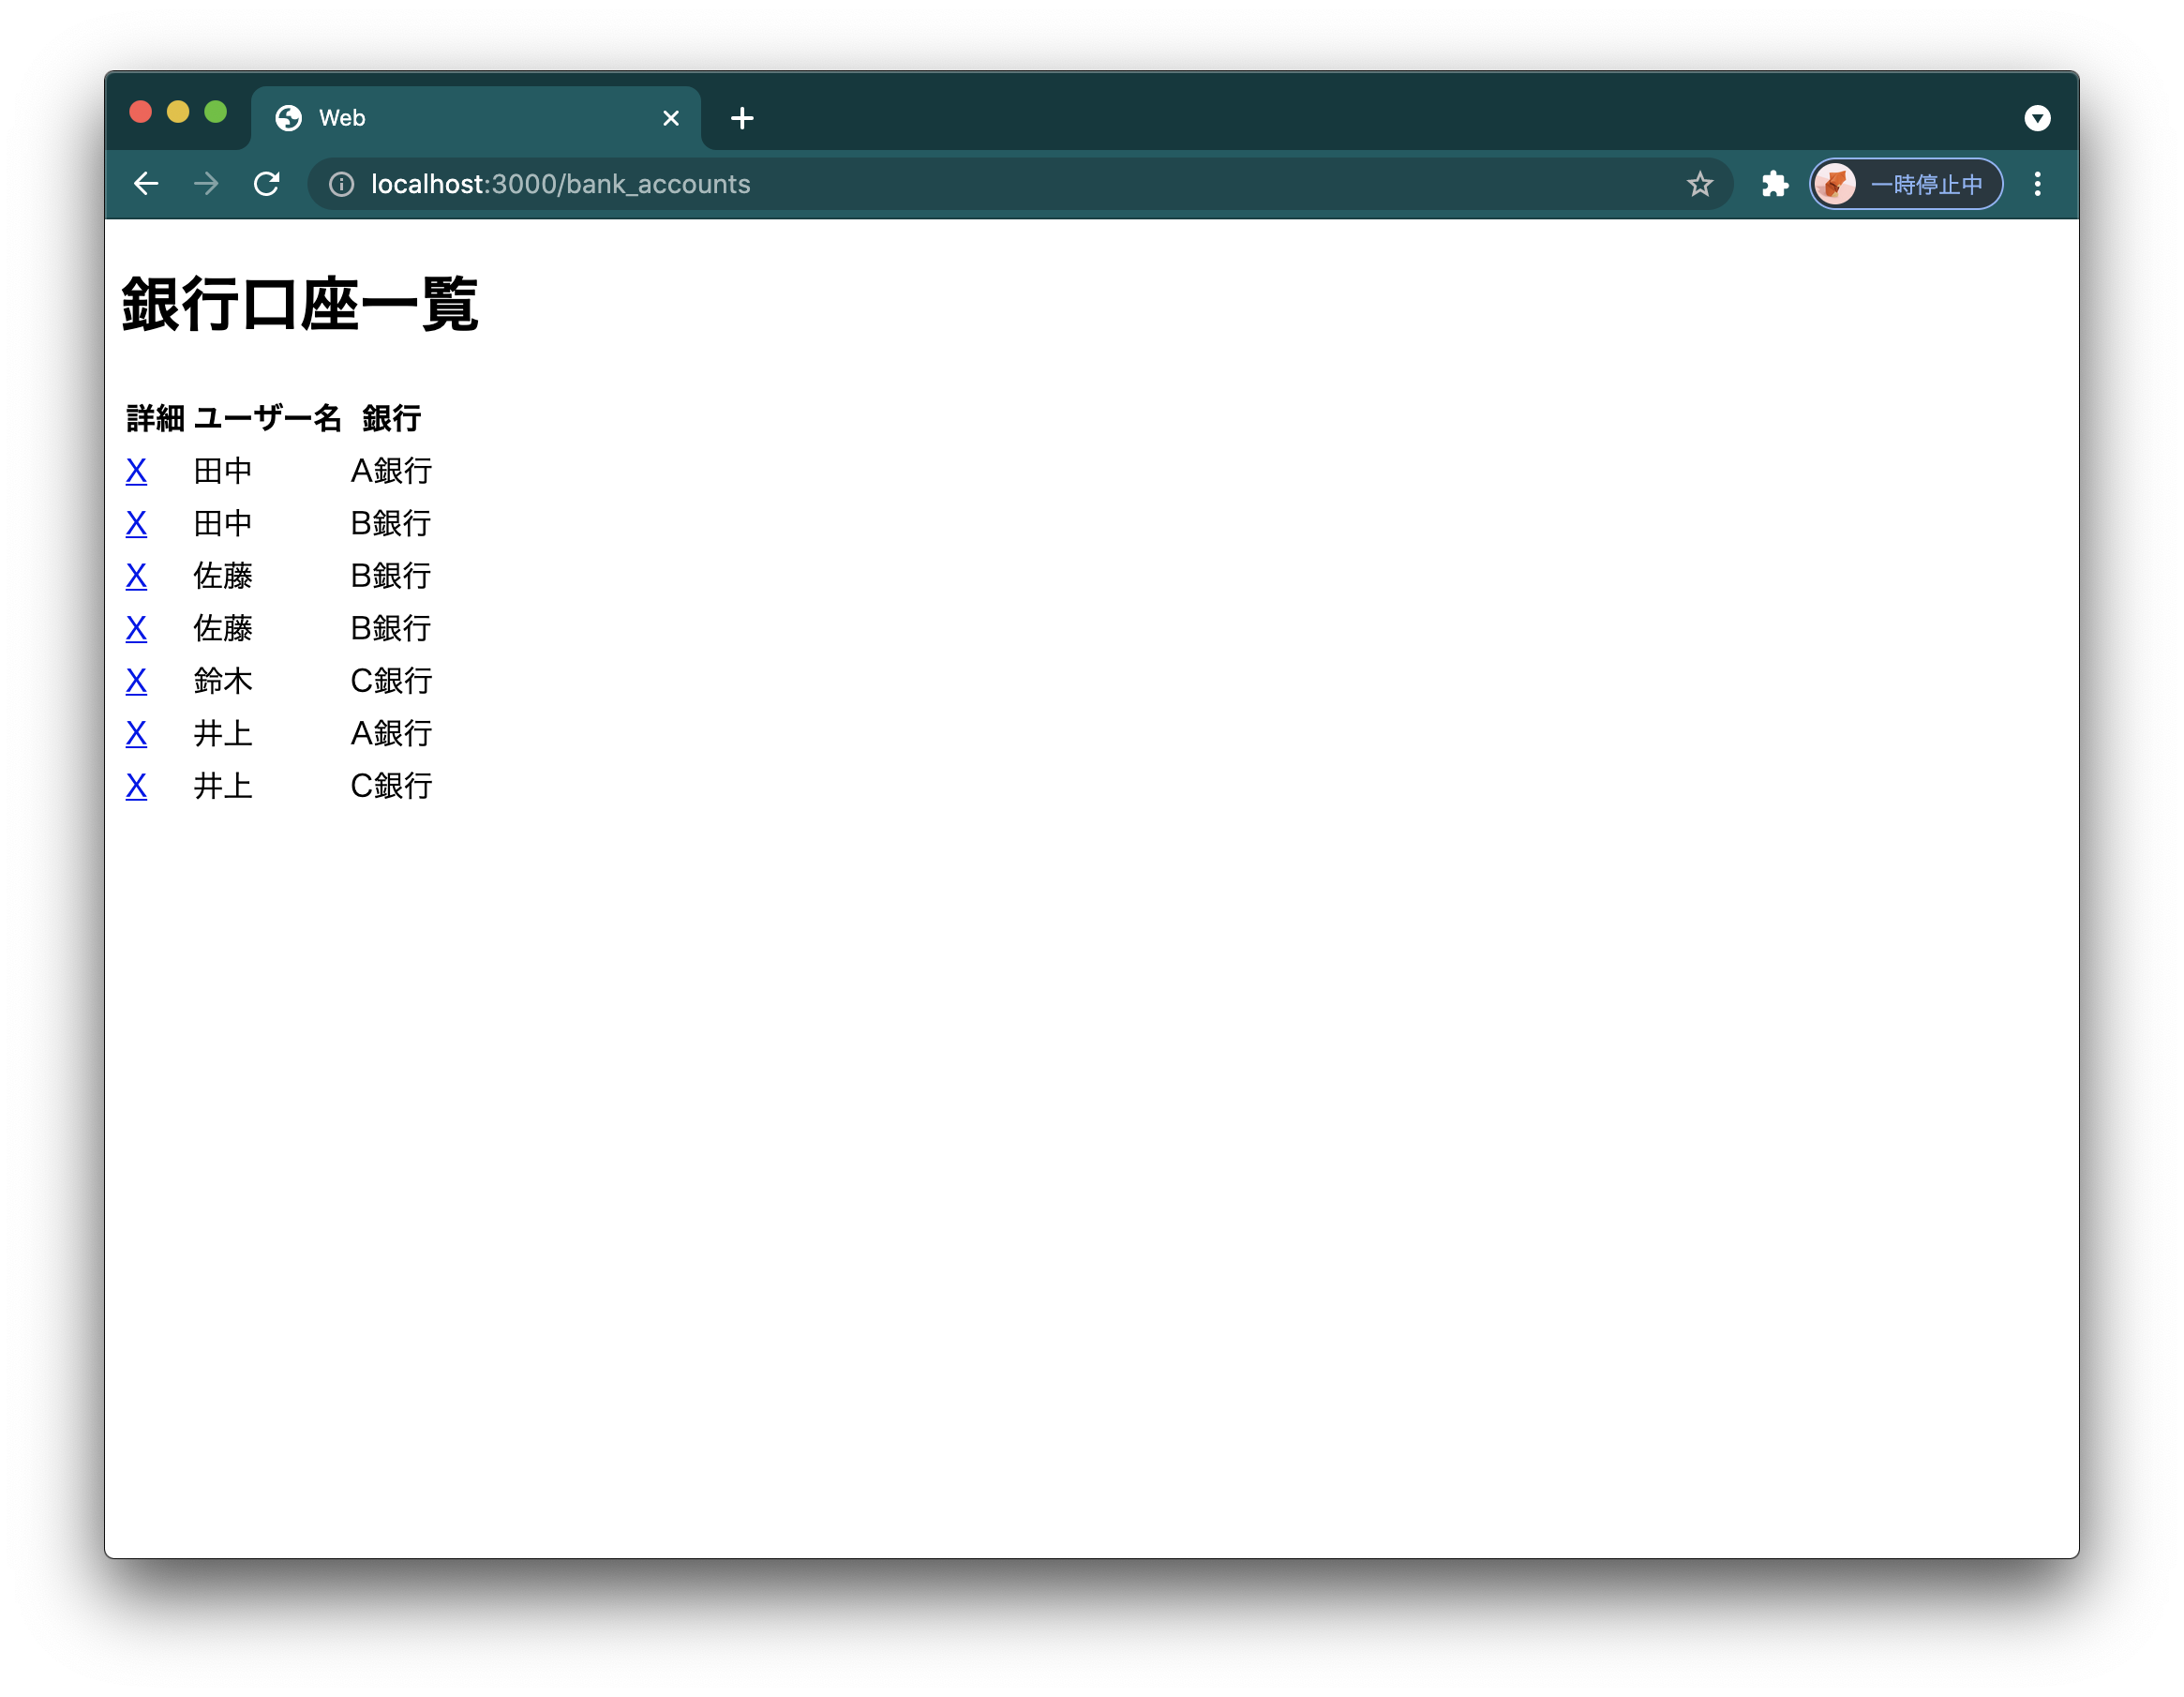 Web
localhost:3000/bank_accounts
一時停止中
銀行口座一覧
詳細 ユーザー名 銀行
X 田中 A銀行
X 田中 B銀行
X 佐藤 B銀行
X 佐藤 B銀行
X 鈴木 C銀行
X 井上 A銀行
X 井上 C銀行